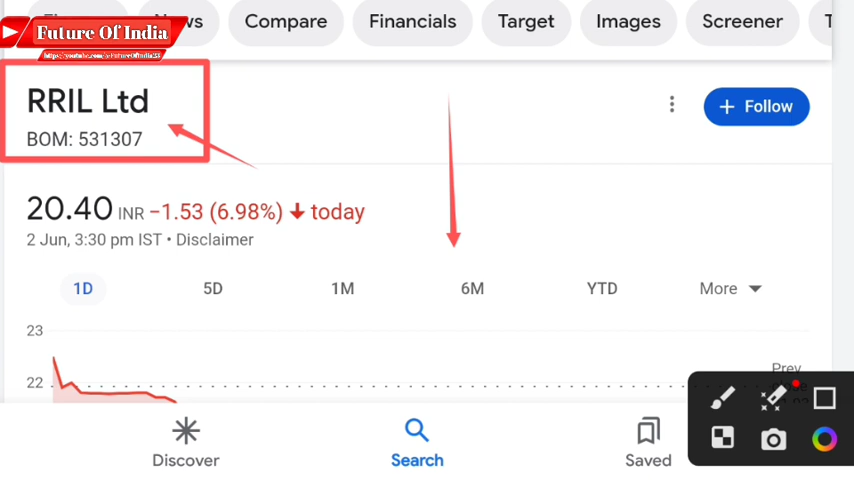 News Compare Financials Target Images Screener
Future Of India
RRIL Ltd
BOM: 531307
+ Follow
20.40 INR −1.53 (6.98%) ↓ today
2 Jun, 3:30 pm IST • Disclaimer
1D 5D 1M 6M YTD More
23
22
Prev
Discover Search Saved